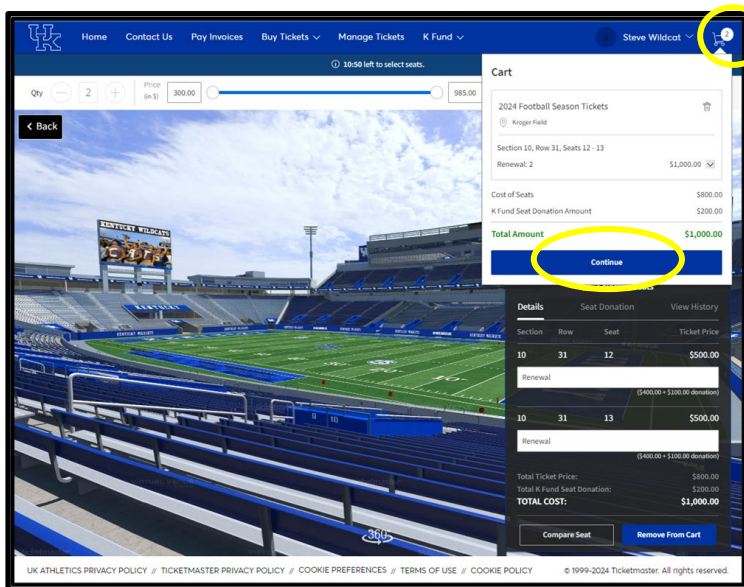 UK
Home Contact Us Pay Invoices Buy Tickets Manage Tickets K Fund
S Steve Wildcat 2
10:50 left to select seats.
Qty 2 Price (in $) 300.00 985.00
Back
Cart
2024 Football Season Tickets
Kroger Field
Section 10, Row 31, Seats 12 - 13
Renewal: 2 $1,000.00
Cost of Seats $800.00
K Fund Seat Donation Amount $200.00
Total Amount $1,000.00
Continue
KENTUCKY WILDCATS
KENTUCKY
9 10
Details Seat Donation View History
Section Row Seat Ticket Price
10 31 12 $500.00
Renewal
($400.00 + $100.00 donation)
10 31 13 $500.00
Renewal
($400.00 + $100.00 donation)
Total Ticket Price: $800.00
Total K Fund Seat Donation: $200.00
TOTAL COST: $1,000.00
Compare Seat Remove From Cart
360
UK ATHLETICS PRIVACY POLICY // TICKETMASTER PRIVACY POLICY // COOKIE PREFERENCES // TERMS OF USE // COOKIE POLICY © 1999-2024 Ticketmaster. All rights reserved.